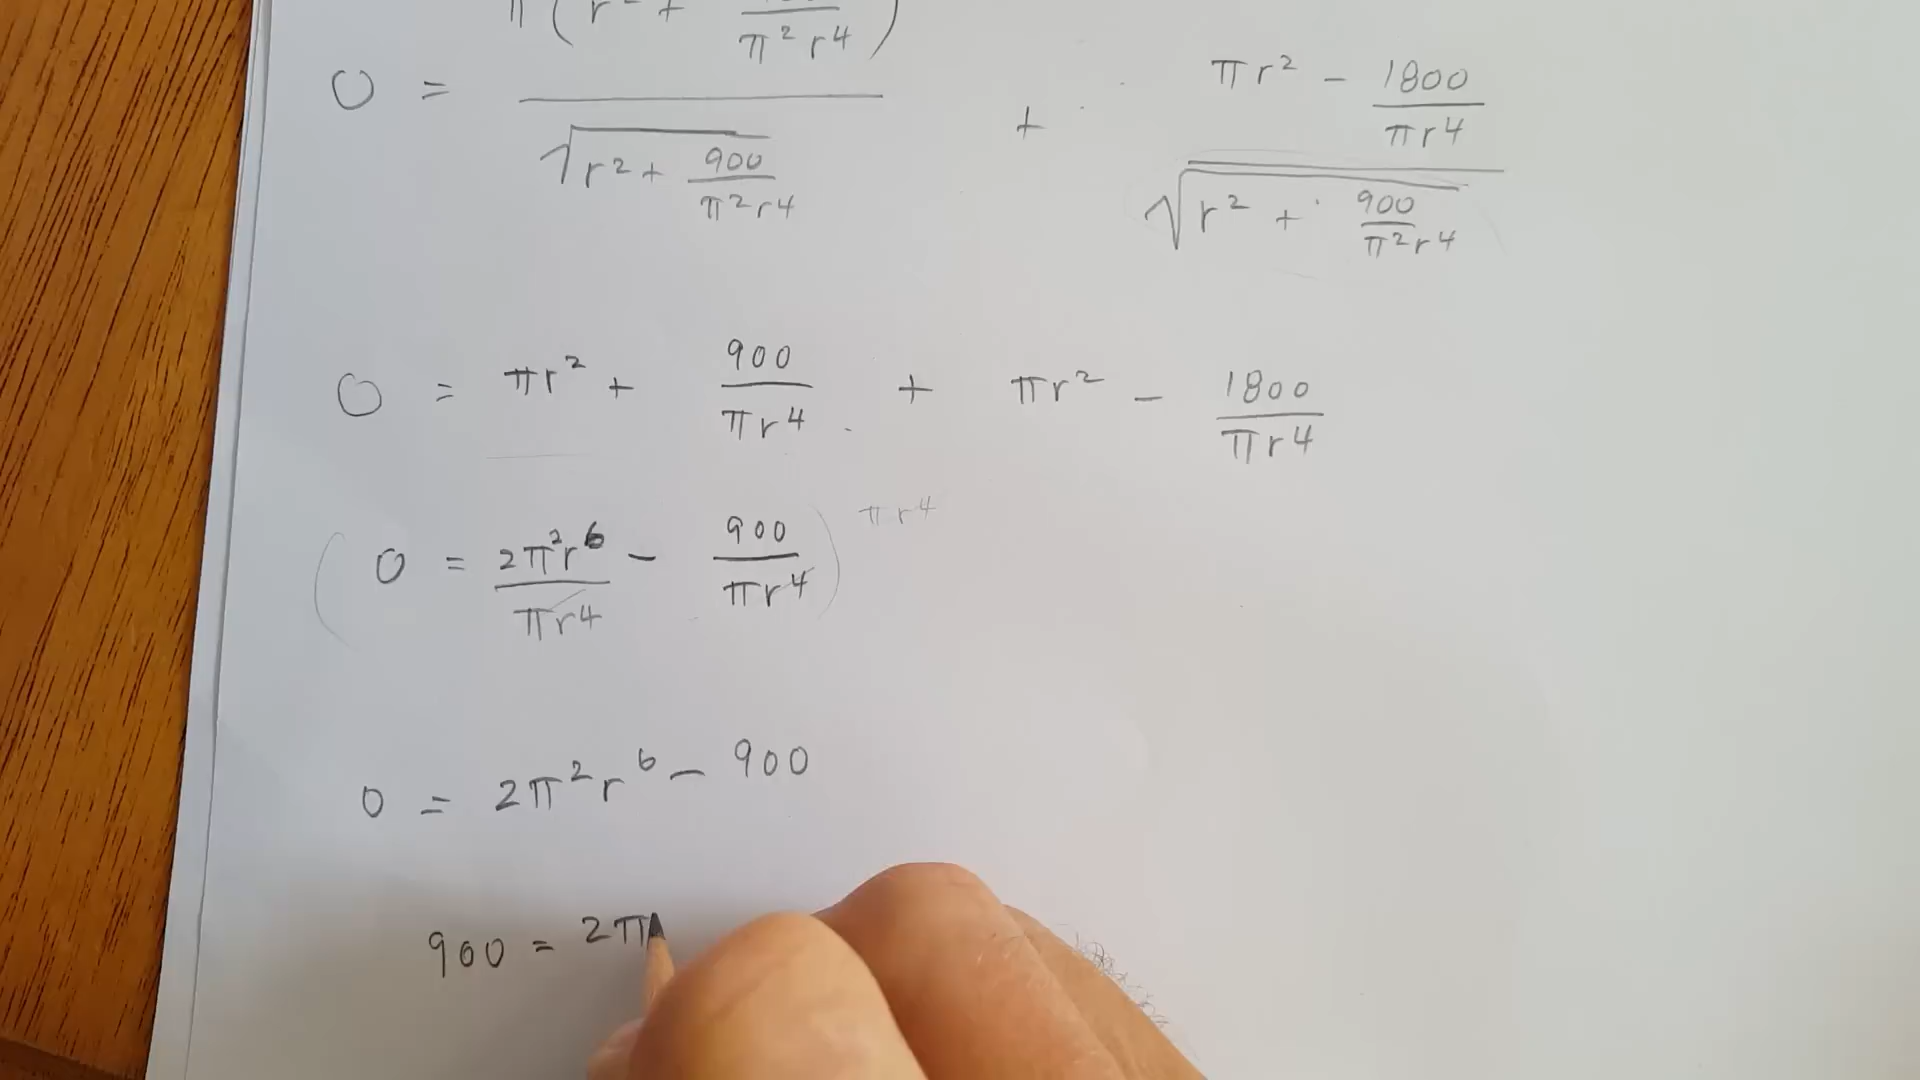 0 = π(r² + / π²r⁴) / √(r² + 900/π²r⁴) + (πr² − 1800/πr⁴) / √(r² + 900/π²r⁴)
0 = πr² + 900/πr⁴ + πr² − 1800/πr⁴
(0 = 2π²r⁶/πr⁴ − 900/πr⁴) πr⁴
0 = 2π²r⁶ − 900
900 = 2π